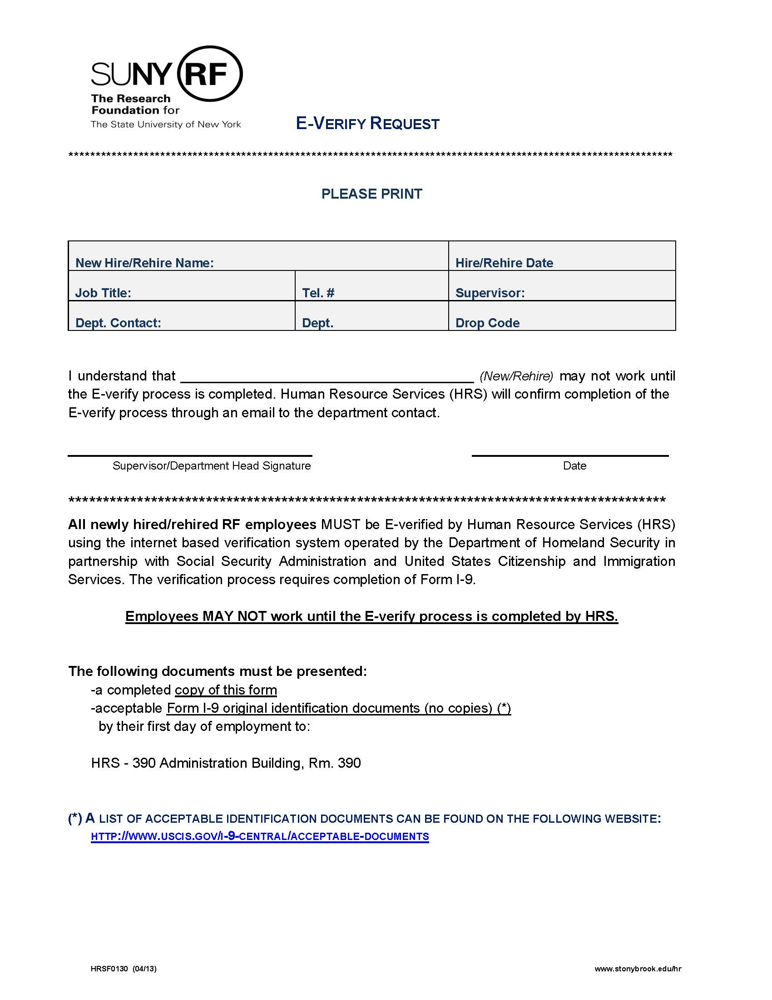 SUNY RF
The Research
Foundation for
The State University of New York
E-VERIFY REQUEST
****************************************************************************************************************
PLEASE PRINT
New Hire/Rehire Name: Hire/Rehire Date
Job Title: Tel. # Supervisor:
Dept. Contact: Dept. Drop Code
I understand that ______________________________________ (New/Rehire) may not work until
the E-verify process is completed. Human Resource Services (HRS) will confirm completion of the
E-verify process through an email to the department contact.
Supervisor/Department Head Signature Date
***************************************************************************************
All newly hired/rehired RF employees MUST be E-verified by Human Resource Services (HRS)
using the internet based verification system operated by the Department of Homeland Security in
partnership with Social Security Administration and United States Citizenship and Immigration
Services. The verification process requires completion of Form I-9.
Employees MAY NOT work until the E-verify process is completed by HRS.
The following documents must be presented:
-a completed copy of this form
-acceptable Form I-9 original identification documents (no copies) (*)
by their first day of employment to:
HRS - 390 Administration Building, Rm. 390
(*) A LIST OF ACCEPTABLE IDENTIFICATION DOCUMENTS CAN BE FOUND ON THE FOLLOWING WEBSITE:
HTTP://WWW.USCIS.GOV/I-9-CENTRAL/ACCEPTABLE-DOCUMENTS
HRSF0130 (04/13) www.stonybrook.edu/hr